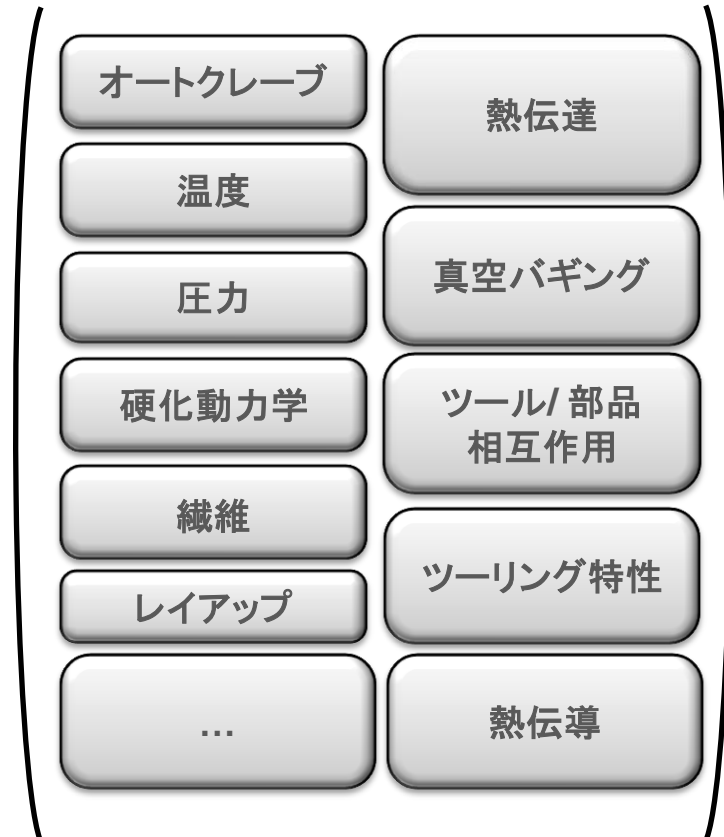 オートクレーブ
温度
圧力
硬化動力学
繊維
レイアップ
...
熱伝達
真空バギング
ツール/ 部品
相互作用
ツーリング特性
熱伝導